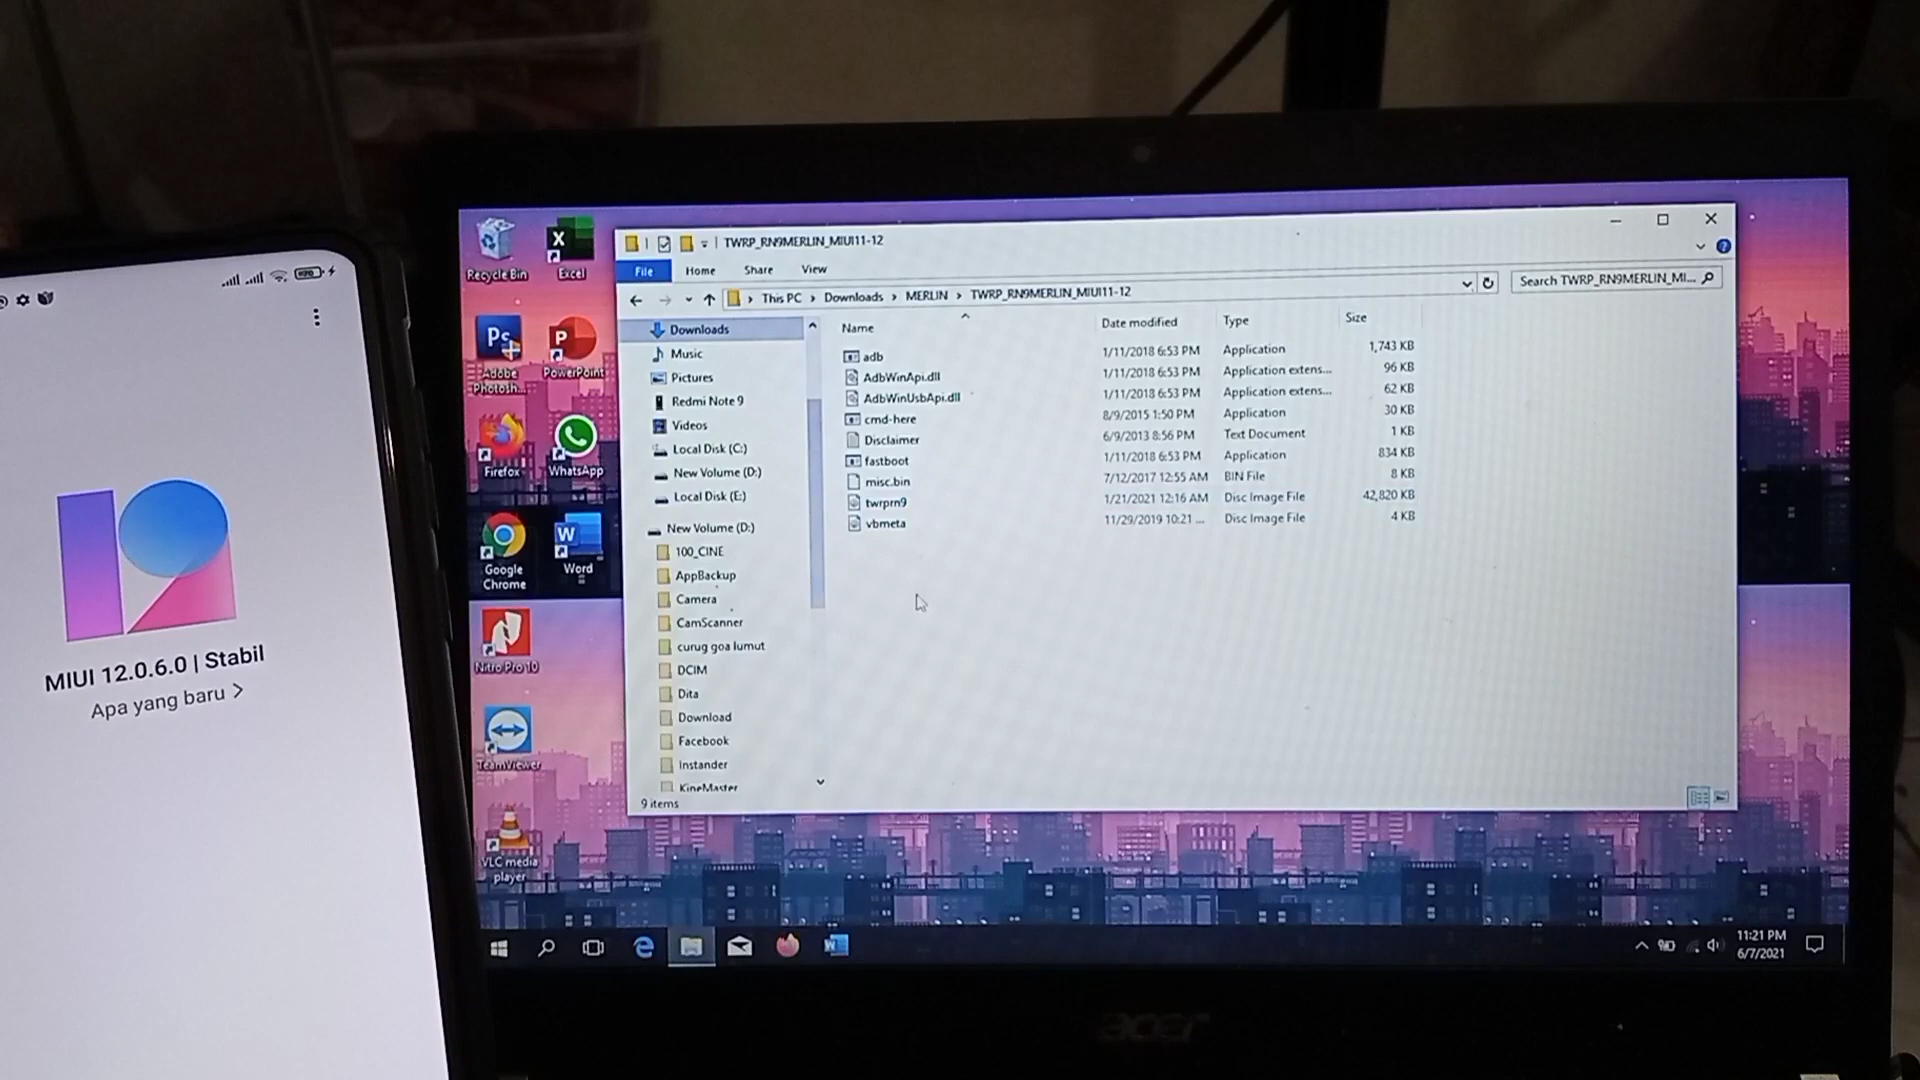 MIUI 12.0.6.0 | Stabil
Apa yang baru >
Recycle Bin
Excel
Adobe Photosh...
PowerPoint
Firefox
WhatsApp
Google Chrome
Word
Nitro Pro 10
TeamViewer
VLC media player
TWRP_RN9MERLIN_MIUI11-12
File Home Share View
This PC > Downloads > MERLIN > TWRP_RN9MERLIN_MIUI11-12
Search TWRP_RN9MERLIN_MI...
Downloads
Music
Pictures
Redmi Note 9
Videos
Local Disk (C:)
New Volume (D:)
Local Disk (E:)
New Volume (D:)
100_CINE
AppBackup
Camera
CamScanner
curug goa lumut
DCIM
Dita
Download
Facebook
Instander
KineMaster
9 items
Name Date modified Type Size
adb 1/11/2018 6:53 PM Application 1,743 KB
AdbWinApi.dll 1/11/2018 6:53 PM Application extens... 96 KB
AdbWinUsbApi.dll 1/11/2018 6:53 PM Application extens... 62 KB
cmd-here 8/9/2015 1:50 PM Application 30 KB
Disclaimer 6/9/2013 8:56 PM Text Document 1 KB
fastboot 1/11/2018 6:53 PM Application 834 KB
misc.bin 7/12/2017 12:55 AM BIN File 8 KB
twrprn9 1/21/2021 12:16 AM Disc Image File 42,820 KB
vbmeta 11/29/2019 10:21 ... Disc Image File 4 KB
11:21 PM
6/7/2021
acer